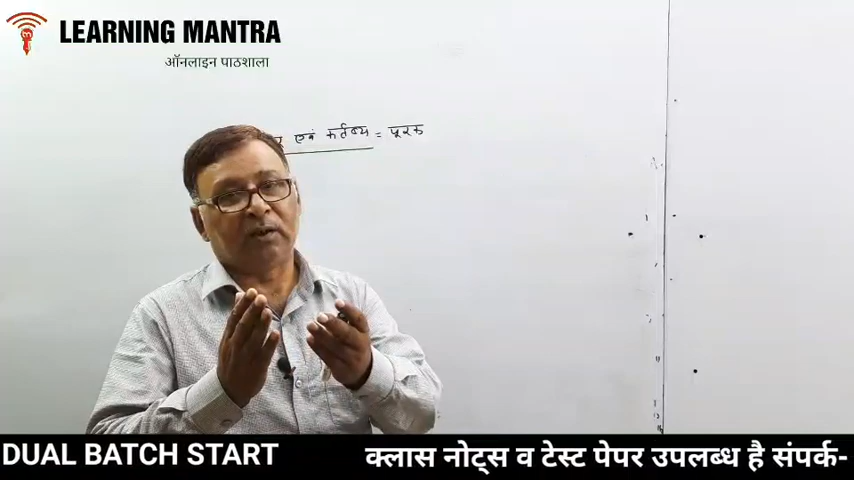 LEARNING MANTRA
ऑनलाइन पाठशाला
एवं कर्तव्य = पूरक
DUAL BATCH START क्लास नोट्स व टेस्ट पेपर उपलब्ध है संपर्क-